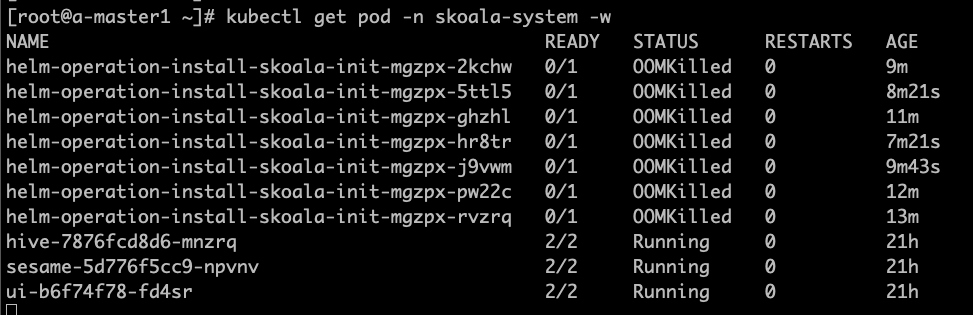 [root@a-master1 ~]# kubectl get pod -n skoala-system -w
NAME READY STATUS RESTARTS AGE
helm-operation-install-skoala-init-mgzpx-2kchw 0/1 OOMKilled 0 9m
helm-operation-install-skoala-init-mgzpx-5ttl5 0/1 OOMKilled 0 8m21s
helm-operation-install-skoala-init-mgzpx-ghzhl 0/1 OOMKilled 0 11m
helm-operation-install-skoala-init-mgzpx-hr8tr 0/1 OOMKilled 0 7m21s
helm-operation-install-skoala-init-mgzpx-j9vwm 0/1 OOMKilled 0 9m43s
helm-operation-install-skoala-init-mgzpx-pw22c 0/1 OOMKilled 0 12m
helm-operation-install-skoala-init-mgzpx-rvzrq 0/1 OOMKilled 0 13m
hive-7876fcd8d6-mnzrq 2/2 Running 0 21h
sesame-5d776f5cc9-npvnv 2/2 Running 0 21h
ui-b6f74f78-fd4sr 2/2 Running 0 21h